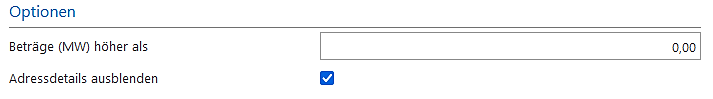 Optionen
Beträge (MW) höher als
0,00
Adressdetails ausblenden